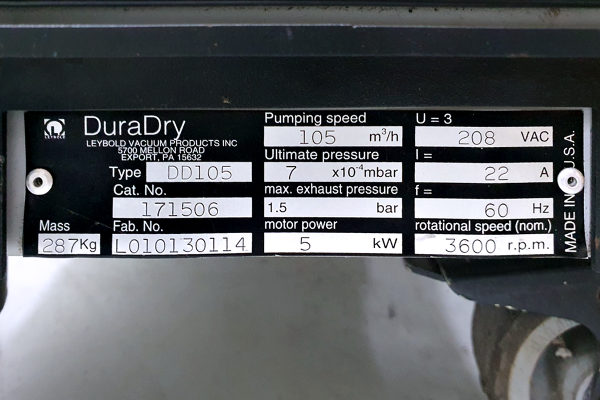 DuraDry
LEYBOLD
LEYBOLD VACUUM PRODUCTS INC
5700 MELLON ROAD
EXPORT, PA 15632
Type DD105
Cat. No.
171506
Mass Fab. No.
287Kg L010130114
Pumping speed
105 m³/h
Ultimate pressure
7 x10⁻⁴mbar
max. exhaust pressure
1.5 bar
motor power
5 kW
U = 3
208 VAC
I =
22 A
f =
60 Hz
rotational speed (nom.)
3600 r.p.m.
MADE IN U.S.A.